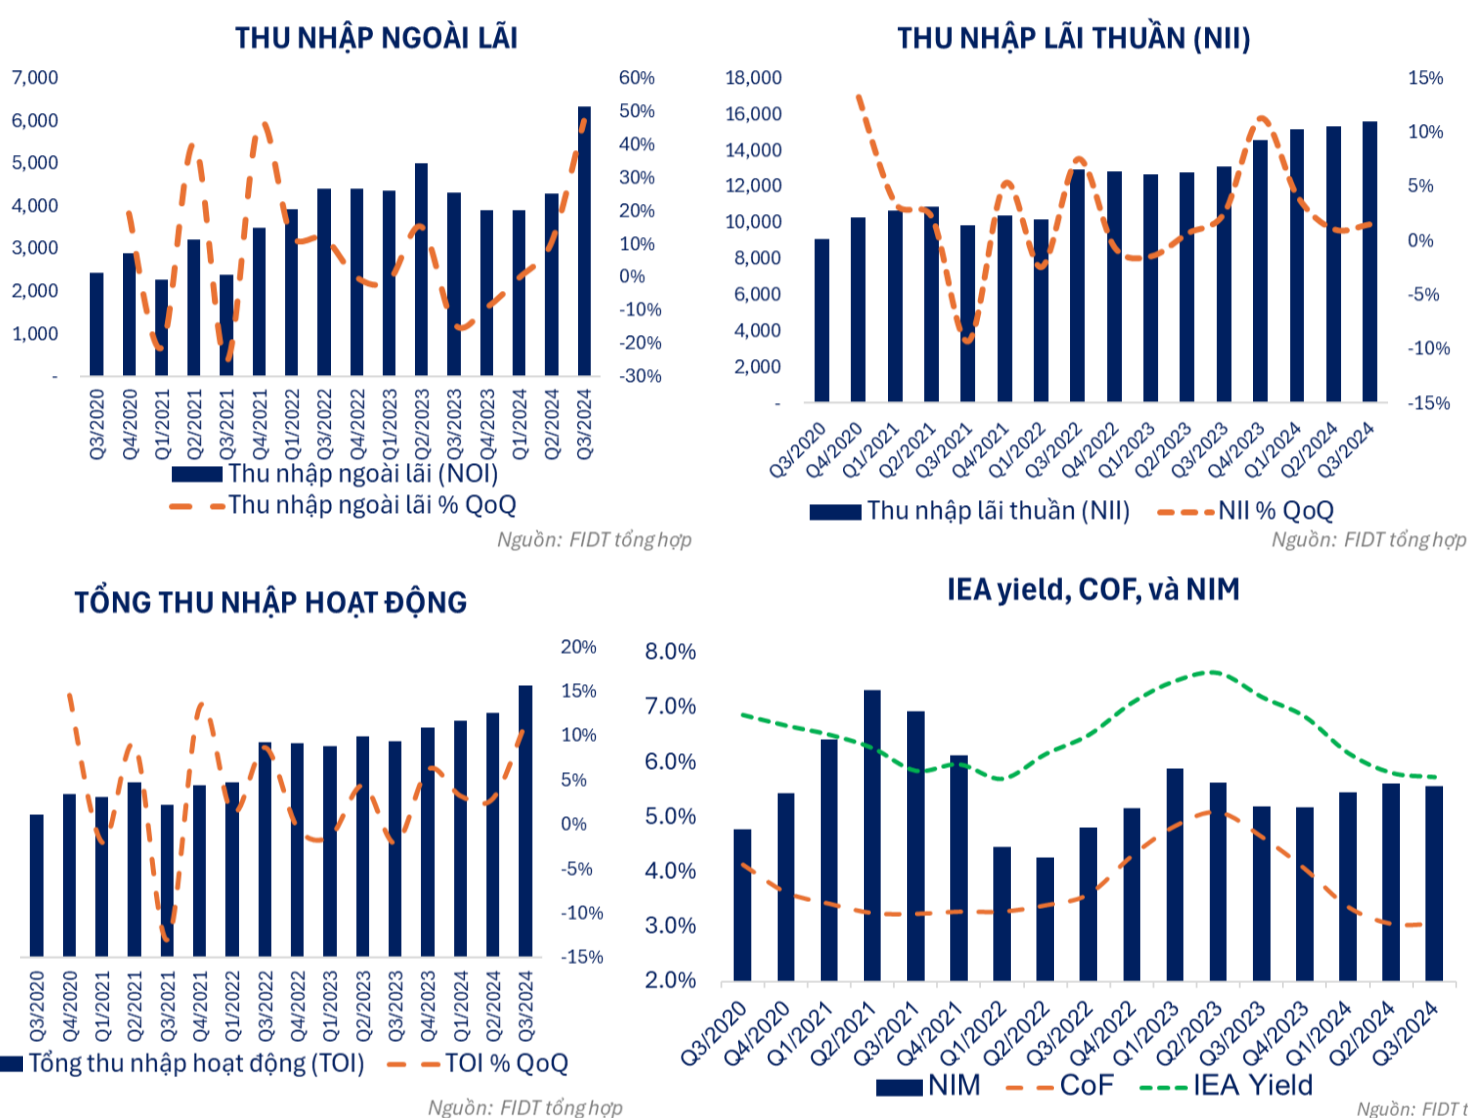 THU NHẬP NGOÀI LÃI
7,000
6,000
5,000
4,000
3,000
2,000
1,000
-
60%
50%
40%
30%
20%
10%
0%
-10%
-20%
-30%
Q3/2020
Q4/2020
Q1/2021
Q2/2021
Q3/2021
Q4/2021
Q1/2022
Q3/2022
Q4/2022
Q1/2023
Q2/2023
Q3/2023
Q4/2023
Q1/2024
Q2/2024
Q3/2024
Thu nhập ngoài lãi (NOI)
Thu nhập ngoài lãi % QoQ
Nguồn: FIDT tổng hợp
THU NHẬP LÃI THUẦN (NII)
18,000
16,000
14,000
12,000
10,000
8,000
6,000
4,000
2,000
-
15%
10%
5%
0%
-5%
-10%
-15%
Q3/2020
Q4/2020
Q1/2021
Q2/2021
Q3/2021
Q4/2021
Q1/2022
Q3/2022
Q4/2022
Q1/2023
Q2/2023
Q3/2023
Q4/2023
Q1/2024
Q2/2024
Q3/2024
Thu nhập lãi thuần (NII) NII % QoQ
Nguồn: FIDT tổng hợp
TỔNG THU NHẬP HOẠT ĐỘNG
20%
15%
10%
5%
0%
-5%
-10%
-15%
Q3/2020
Q4/2020
Q1/2021
Q2/2021
Q3/2021
Q4/2021
Q1/2022
Q3/2022
Q4/2022
Q1/2023
Q2/2023
Q3/2023
Q4/2023
Q1/2024
Q2/2024
Q3/2024
Tổng thu nhập hoạt động (TOI) TOI % QoQ
Nguồn: FIDT tổng hợp
IEA yield, COF, và NIM
8.0%
7.0%
6.0%
5.0%
4.0%
3.0%
2.0%
Q3/2020
Q4/2020
Q1/2021
Q2/2021
Q3/2021
Q4/2021
Q1/2022
Q2/2022
Q3/2022
Q4/2022
Q1/2023
Q2/2023
Q3/2023
Q4/2023
Q1/2024
Q2/2024
Q3/2024
NIM CoF IEA Yield
Nguồn: FIDT t